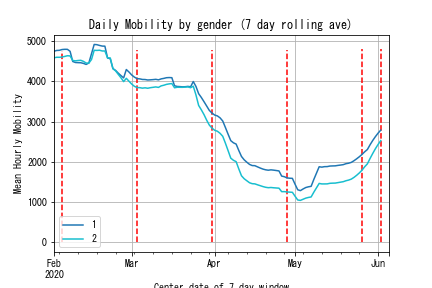 Daily Mobility by gender (7 day rolling ave)
5000
4000
3000
2000
1000
0
Mean Hourly Mobility
1
2
Feb
2020
Mar
Apr
May
Jun
Center date of 7 day window